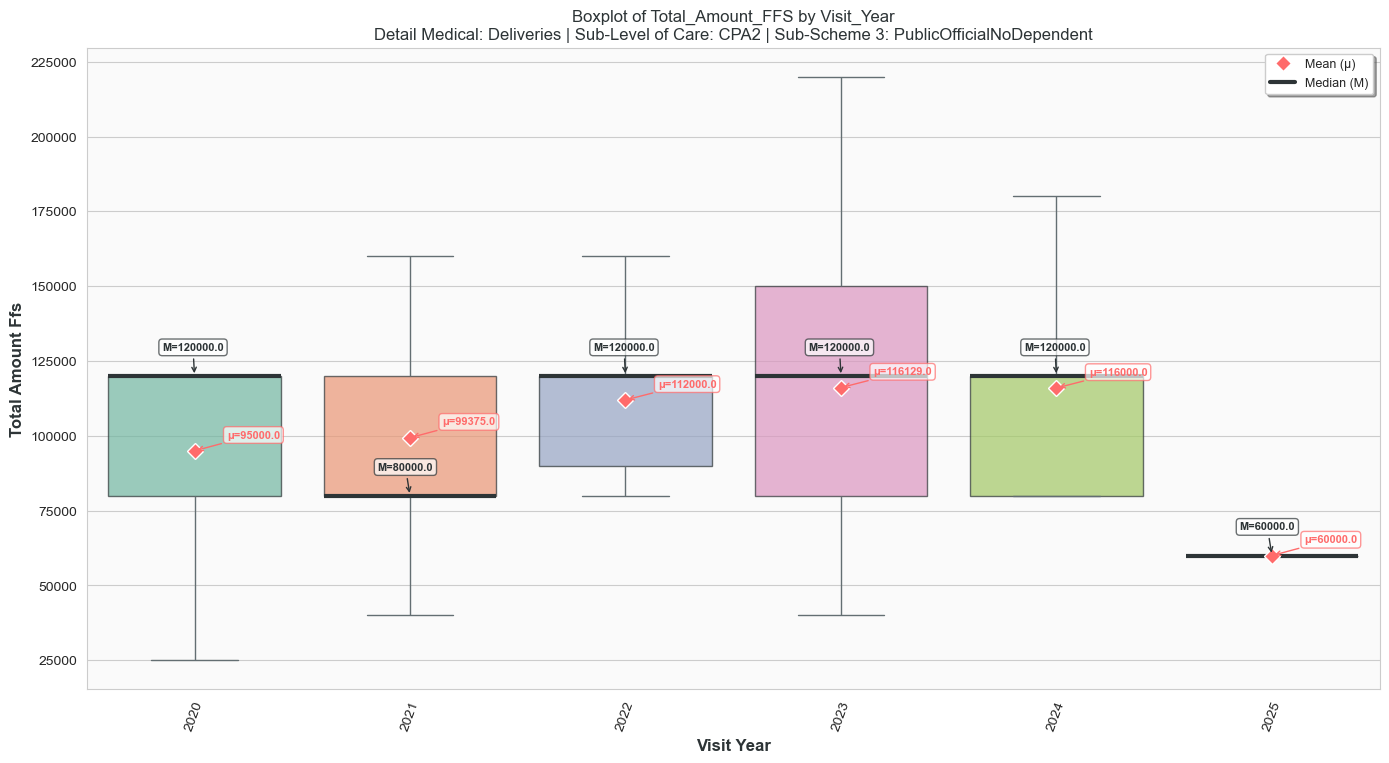 Boxplot of Total_Amount_FFS by Visit_Year
Detail Medical: Deliveries | Sub-Level of Care: CPA2 | Sub-Scheme 3: PublicOfficialNoDependent
Mean (μ)
Median (M)
Total Amount Ffs
225000
200000
175000
150000
125000
100000
75000
50000
25000
M=120000.0
μ=95000.0
M=80000.0
μ=99375.0
M=120000.0
μ=112000.0
M=120000.0
μ=116129.0
M=120000.0
μ=116000.0
M=60000.0
μ=60000.0
2020
2021
2022
2023
2024
2025
Visit Year